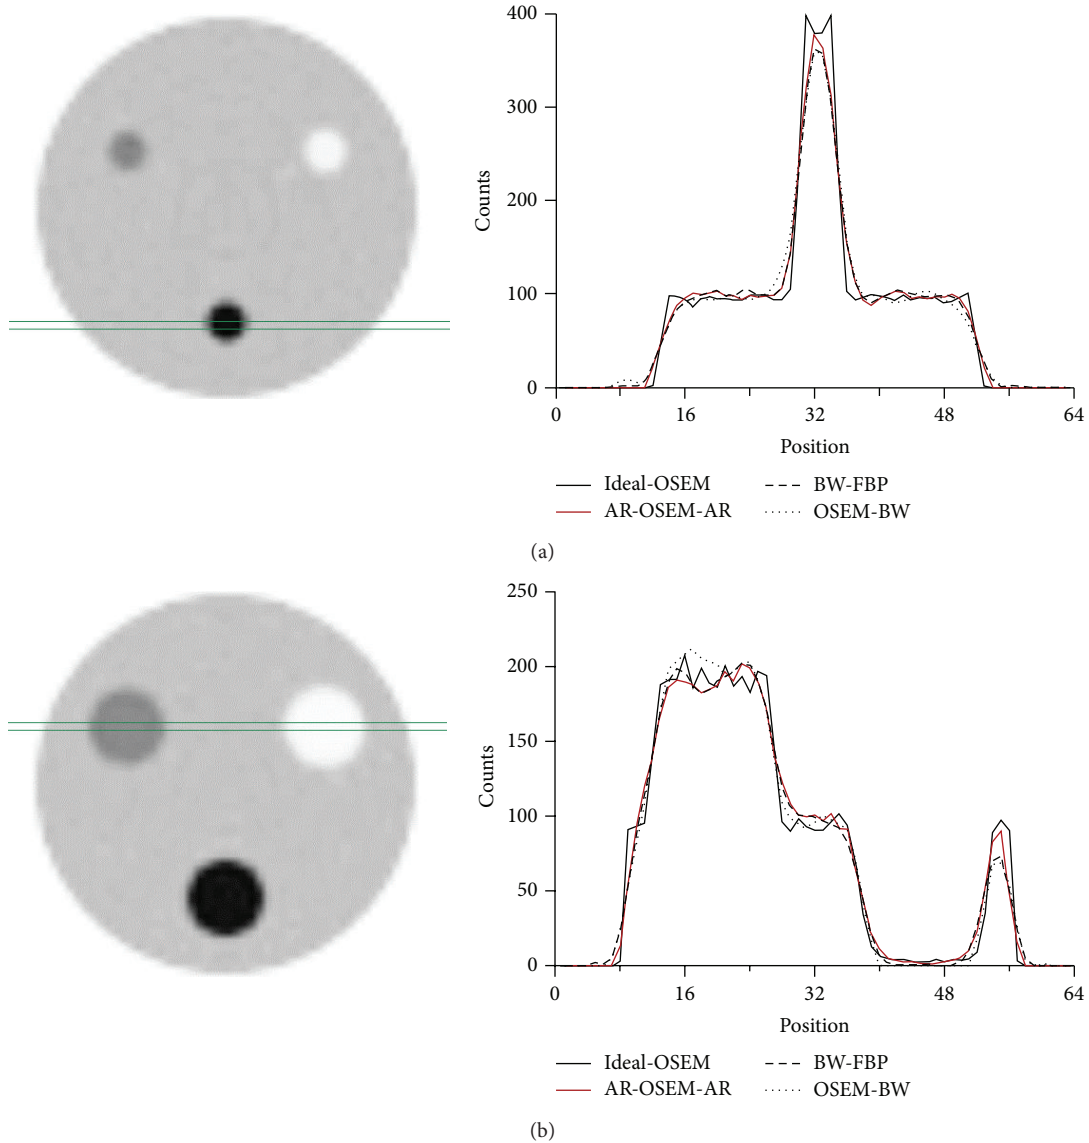 400
300
200
100
0
Counts
0 16 32 48 64
Position
Ideal-OSEM BW-FBP
AR-OSEM-AR OSEM-BW
(a)
250
200
150
100
50
0
Counts
0 16 32 48 64
Position
Ideal-OSEM BW-FBP
AR-OSEM-AR OSEM-BW
(b)